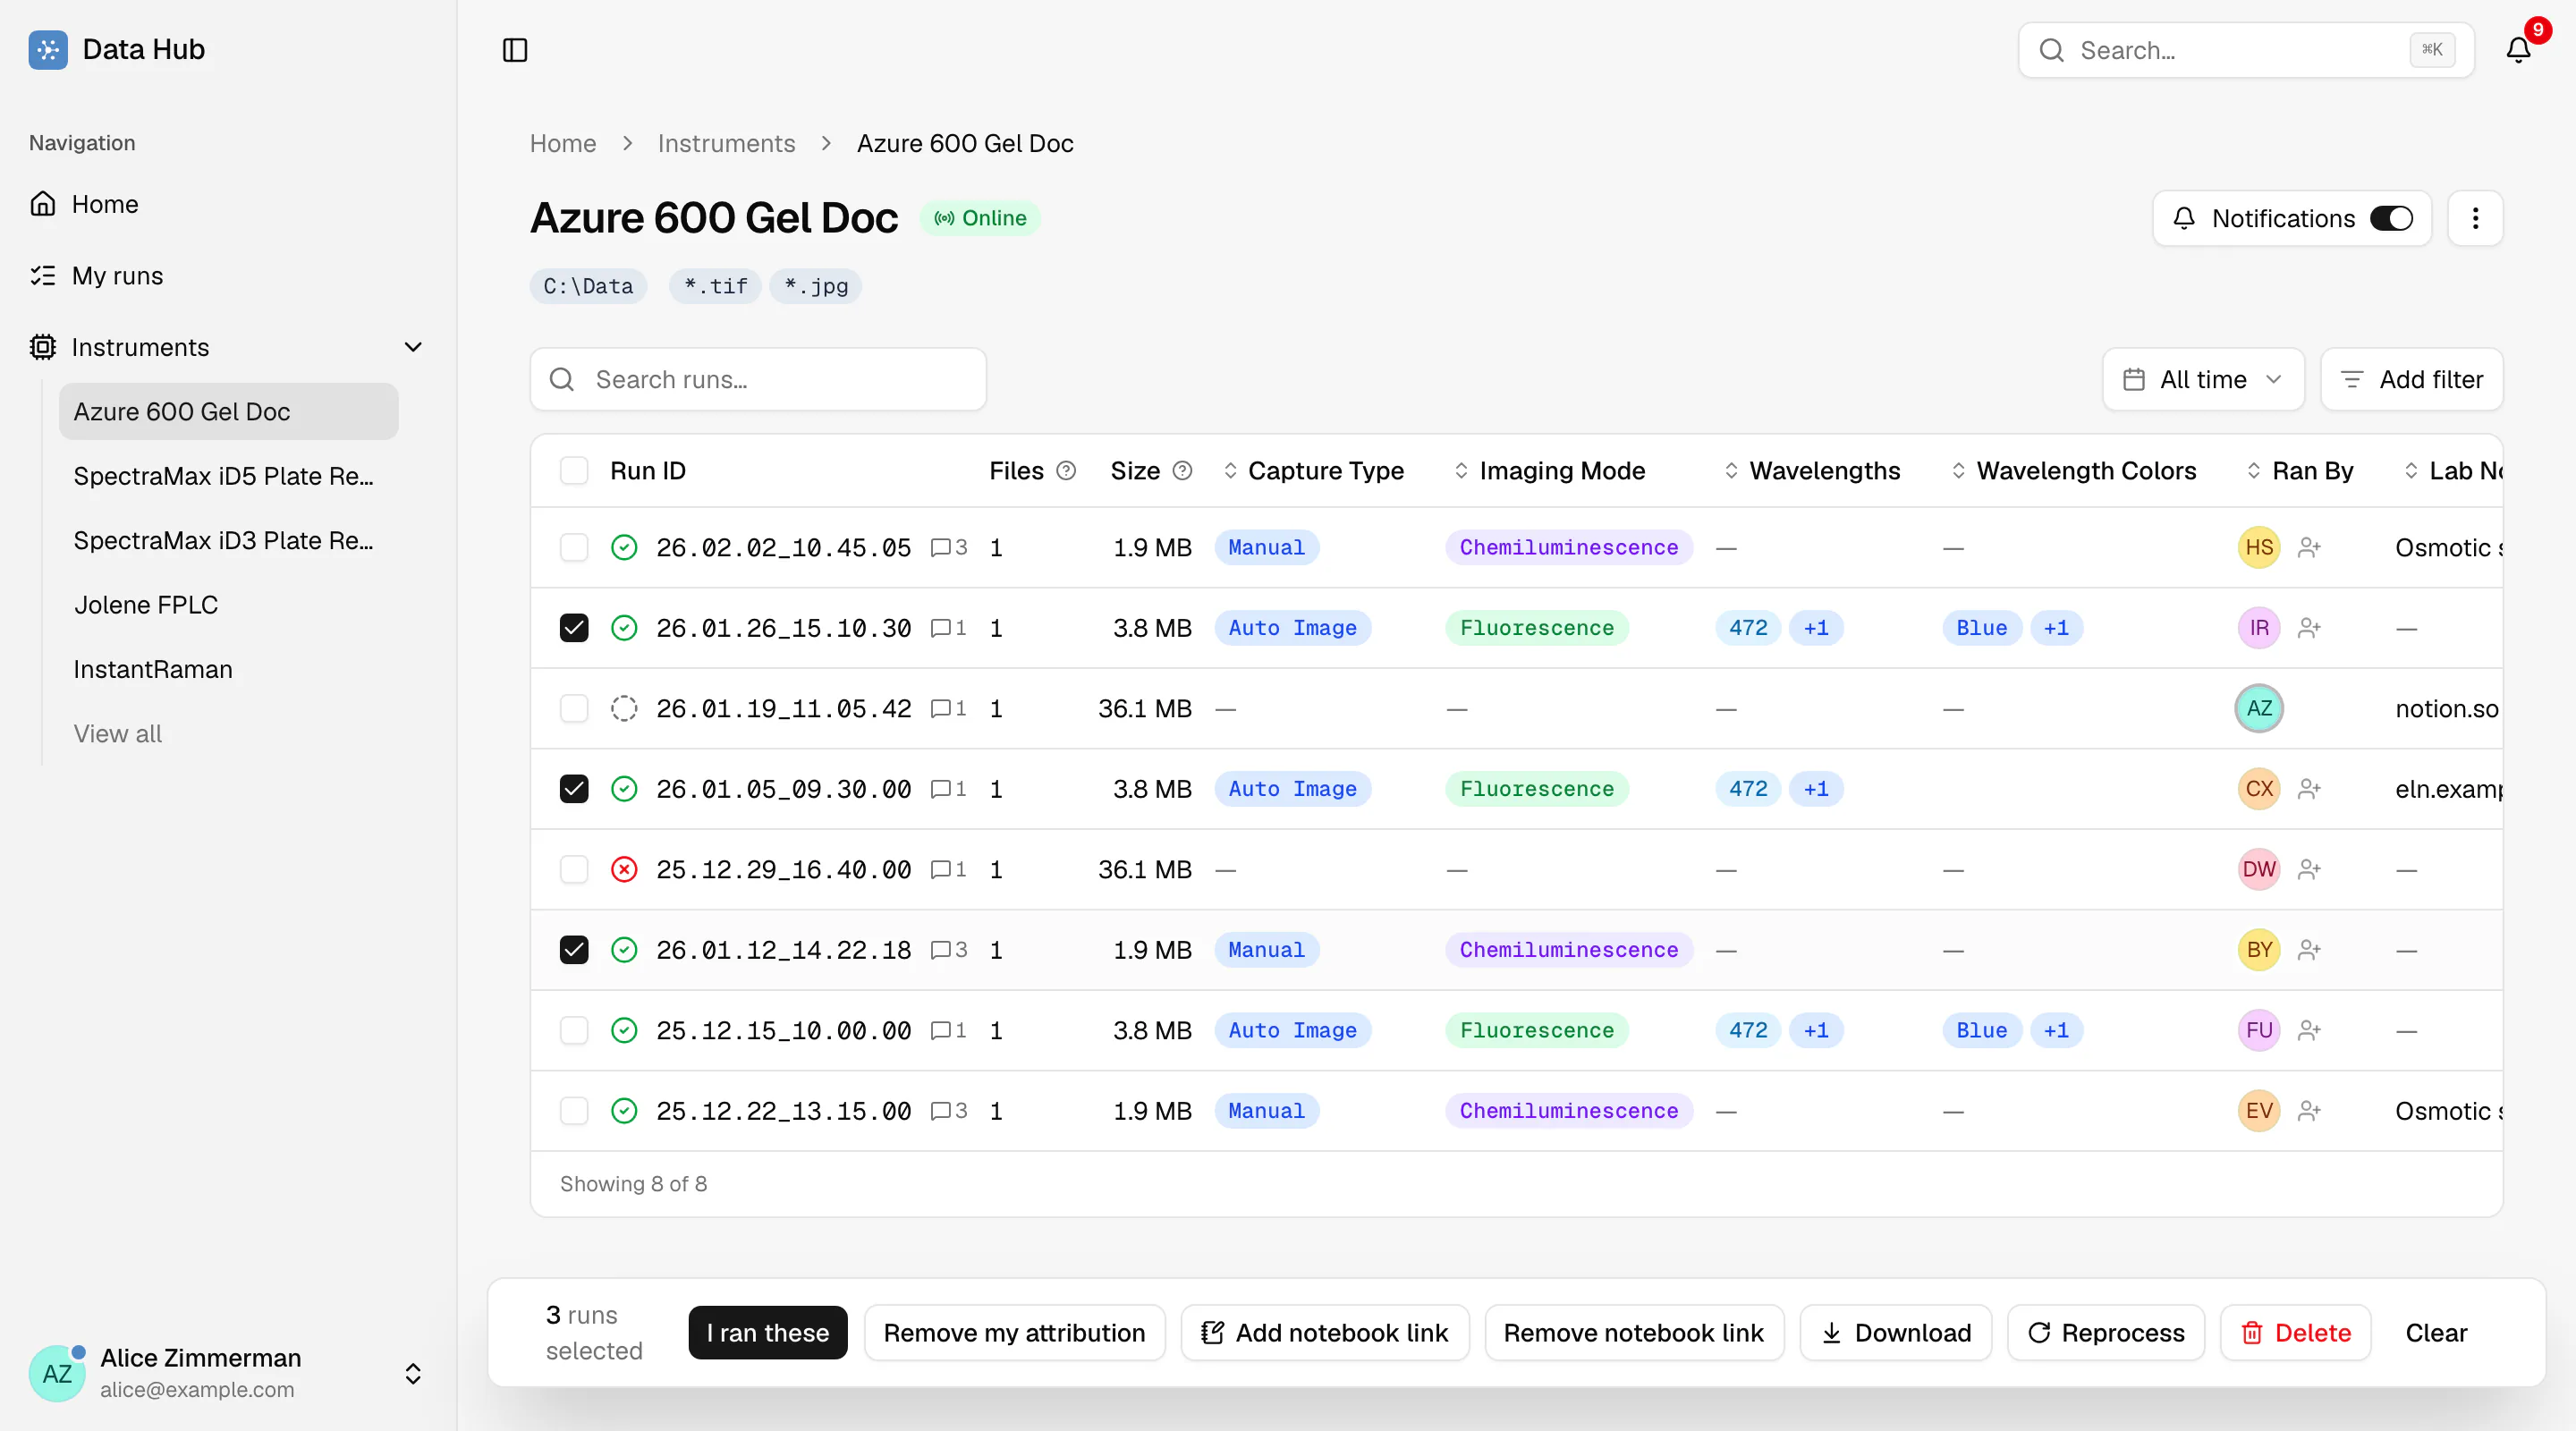 Data Hub
Search...
⌘K
9
Navigation
Home
My runs
Instruments
Azure 600 Gel Doc
SpectraMax iD5 Plate Re...
SpectraMax iD3 Plate Re...
Jolene FPLC
InstantRaman
View all
Alice Zimmerman
alice@example.com
AZ
Home > Instruments > Azure 600 Gel Doc
Azure 600 Gel Doc Online
Notifications
C:\Data *.tif *.jpg
Search runs...
All time
Add filter
Run ID Files Size Capture Type Imaging Mode Wavelengths Wavelength Colors Ran By Lab No
26.02.02_10.45.05 3 1 1.9 MB Manual Chemiluminescence — — HS Osmotic s
26.01.26_15.10.30 1 1 3.8 MB Auto Image Fluorescence 472 +1 Blue +1 IR —
26.01.19_11.05.42 1 1 36.1 MB — — — — AZ notion.so
26.01.05_09.30.00 1 1 3.8 MB Auto Image Fluorescence 472 +1 CX eln.examp
25.12.29_16.40.00 1 1 36.1 MB — — — — DW —
26.01.12_14.22.18 3 1 1.9 MB Manual Chemiluminescence — — BY —
25.12.15_10.00.00 1 1 3.8 MB Auto Image Fluorescence 472 +1 Blue +1 FU —
25.12.22_13.15.00 3 1 1.9 MB Manual Chemiluminescence — — EV Osmotic s
Showing 8 of 8
3 runs
selected
I ran these
Remove my attribution
Add notebook link
Remove notebook link
Download
Reprocess
Delete
Clear